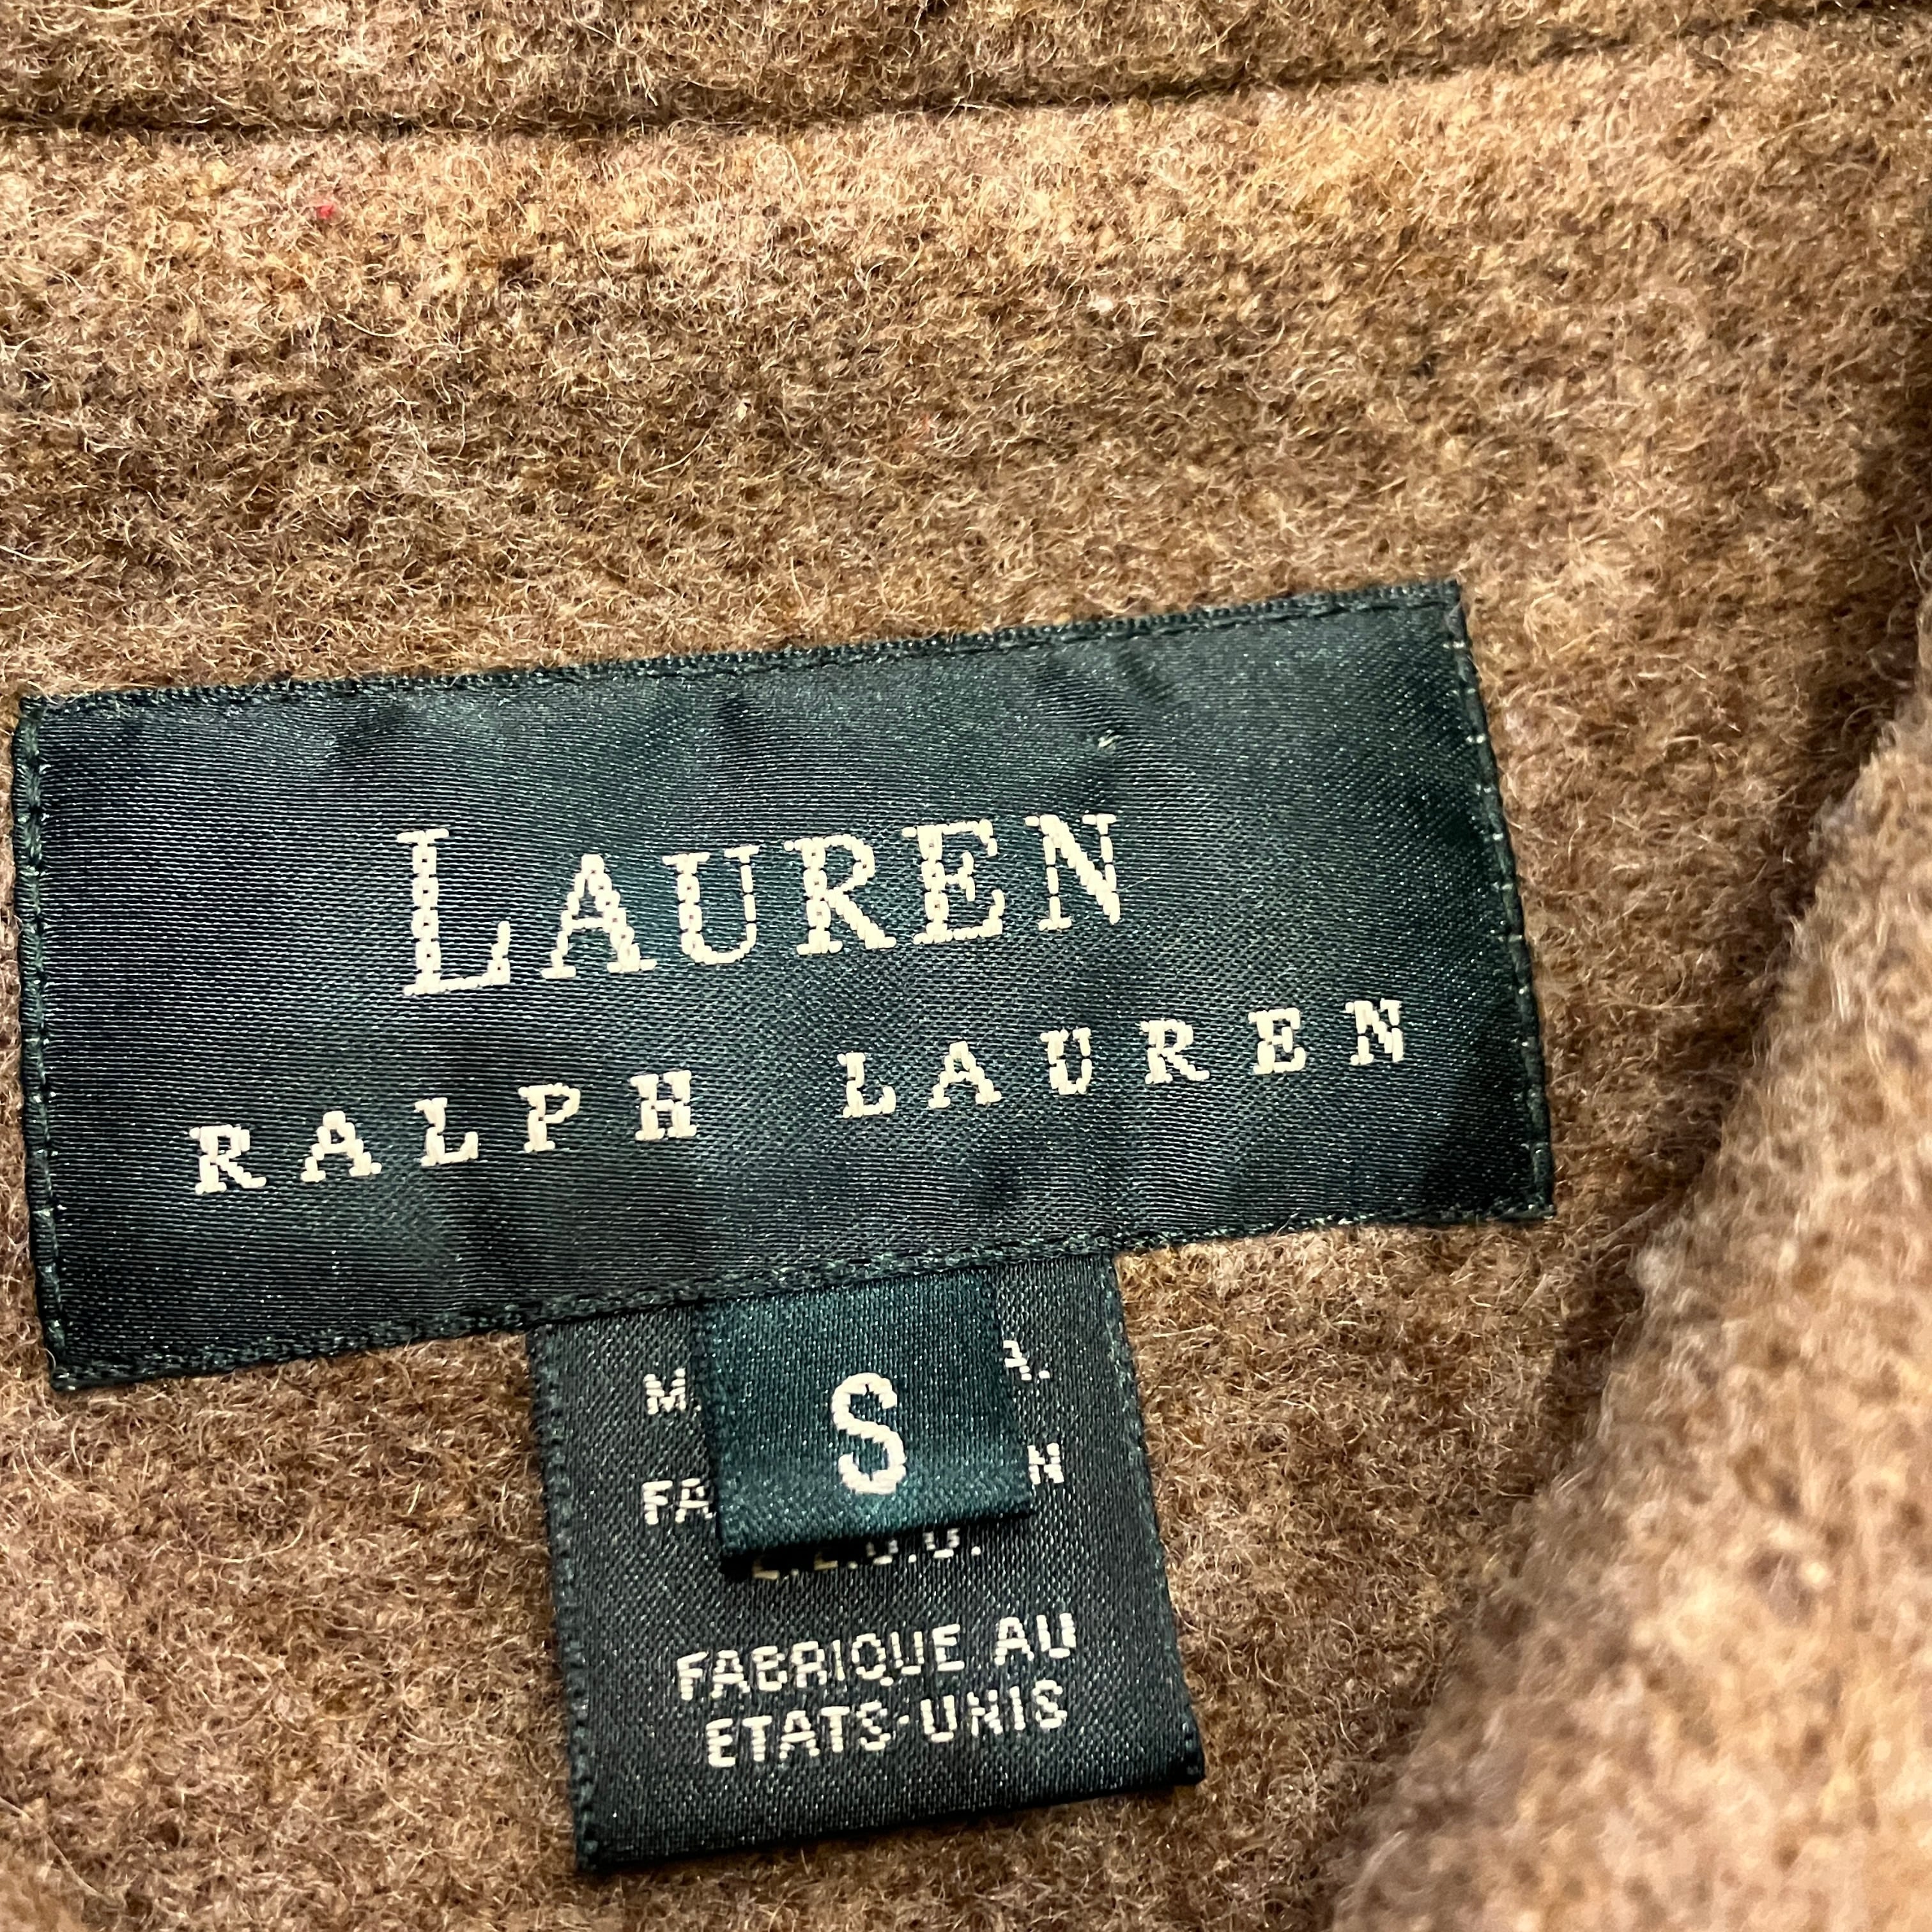 LAUREN
RALPH LAUREN
S
FABRIQUE AU
ETATS-UNIS